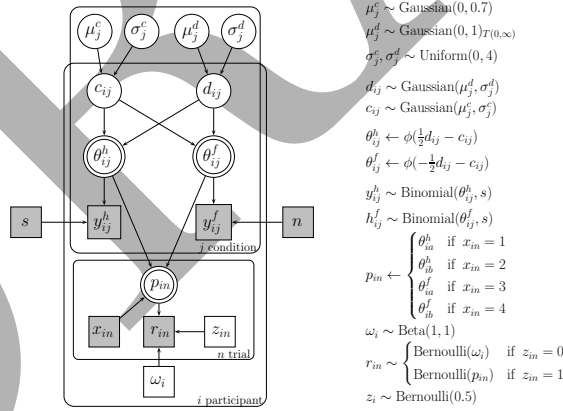 μ_j^c σ_j^c μ_j^d σ_j^d
c_ij d_ij
θ_ij^h θ_ij^f
s y_ij^h y_ij^f n
j condition
p_in
x_in r_in z_in
n trial
ω_i
i participant
μ_j^c ∼ Gaussian(0, 0.7)
μ_j^d ∼ Gaussian(0, 1)_T(0,∞)
σ_j^c, σ_j^d ∼ Uniform(0, 4)
d_ij ∼ Gaussian(μ_j^d, σ_j^d)
c_ij ∼ Gaussian(μ_j^c, σ_j^c)
θ_ij^h ← ϕ(½d_ij − c_ij)
θ_ij^f ← ϕ(−½d_ij − c_ij)
y_ij^h ∼ Binomial(θ_ij^h, s)
h_ij^f ∼ Binomial(θ_ij^f, s)
p_in ← {
θ_ia^h if x_in = 1
θ_ib^h if x_in = 2
θ_ia^f if x_in = 3
θ_ib^f if x_in = 4
ω_i ∼ Beta(1, 1)
r_in ∼ {
Bernoulli(ω_i) if z_in = 0
Bernoulli(p_in) if z_in = 1
z_i ∼ Bernoulli(0.5)